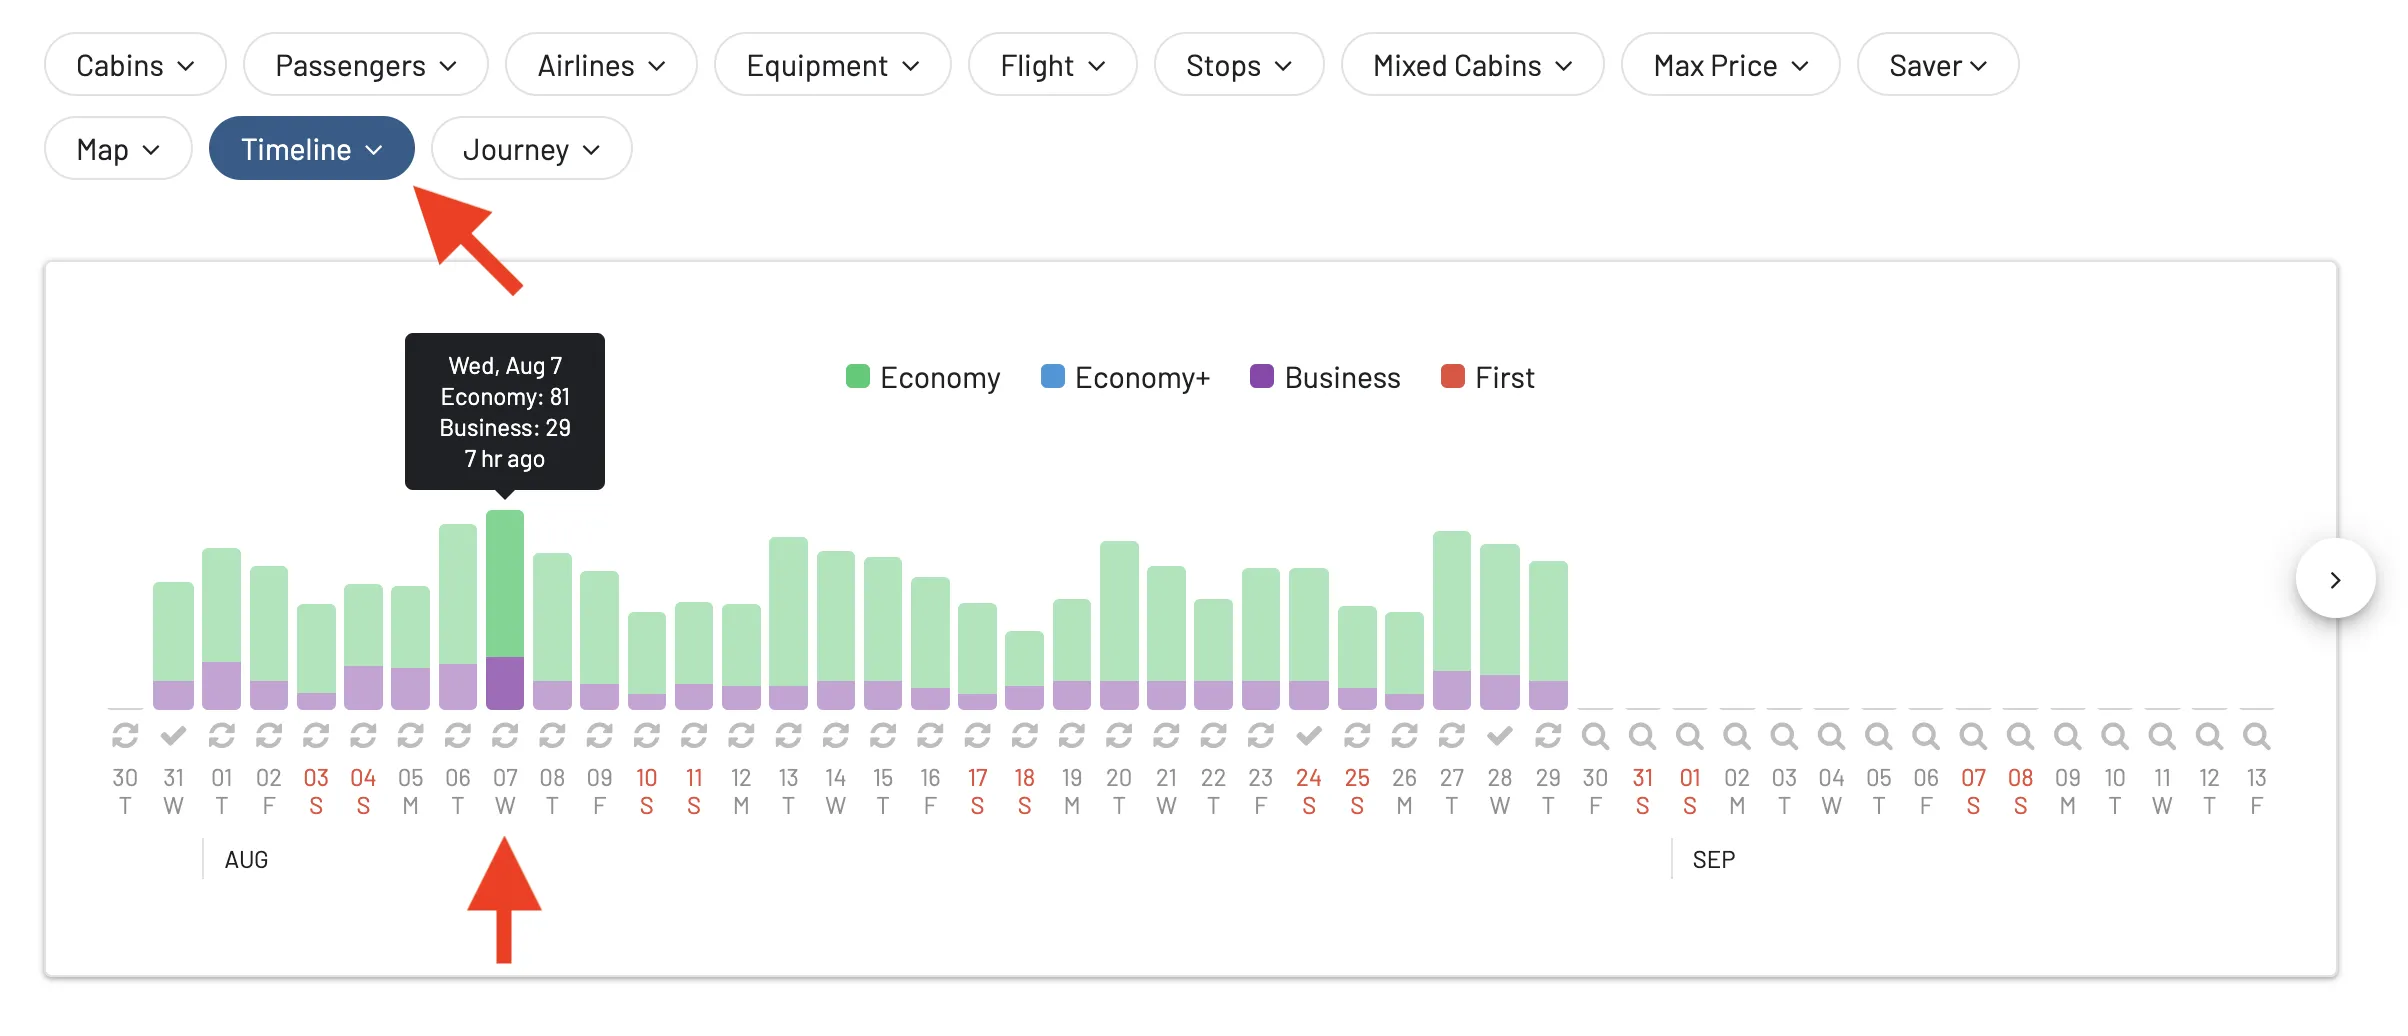 Cabins Passengers Airlines Equipment Flight Stops Mixed Cabins Max Price Saver
Map Timeline Journey
Wed, Aug 7
Economy: 81
Business: 29
7 hr ago
Economy Economy+ Business First
30 31 01 02 03 04 05 06 07 08 09 10 11 12 13 14 15 16 17 18 19 20 21 22 23 24 25 26 27 28 29 30 31 01 02 03 04 05 06 07 08 09 10 11 12 13
T W T F S S M T W T F S S M T W T F S S M T W T F S S M T W T F S S M T W T F S S M T W T F
AUG SEP